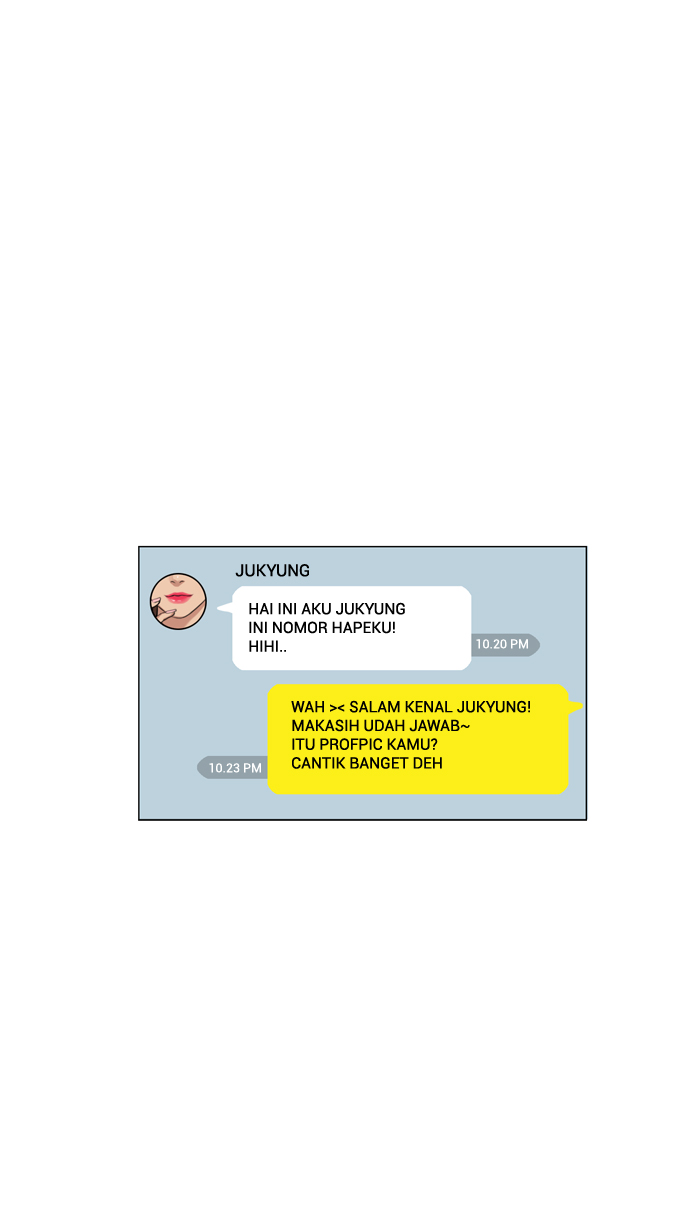 JUKYUNG
HAI INI AKU JUKYUNG
INI NOMOR HAPEKU!
HIHI..
10.20 PM
WAH >< SALAM KENAL JUKYUNG!
MAKASIH UDAH JAWAB~
ITU PROFPIC KAMU?
CANTIK BANGET DEH
10.23 PM